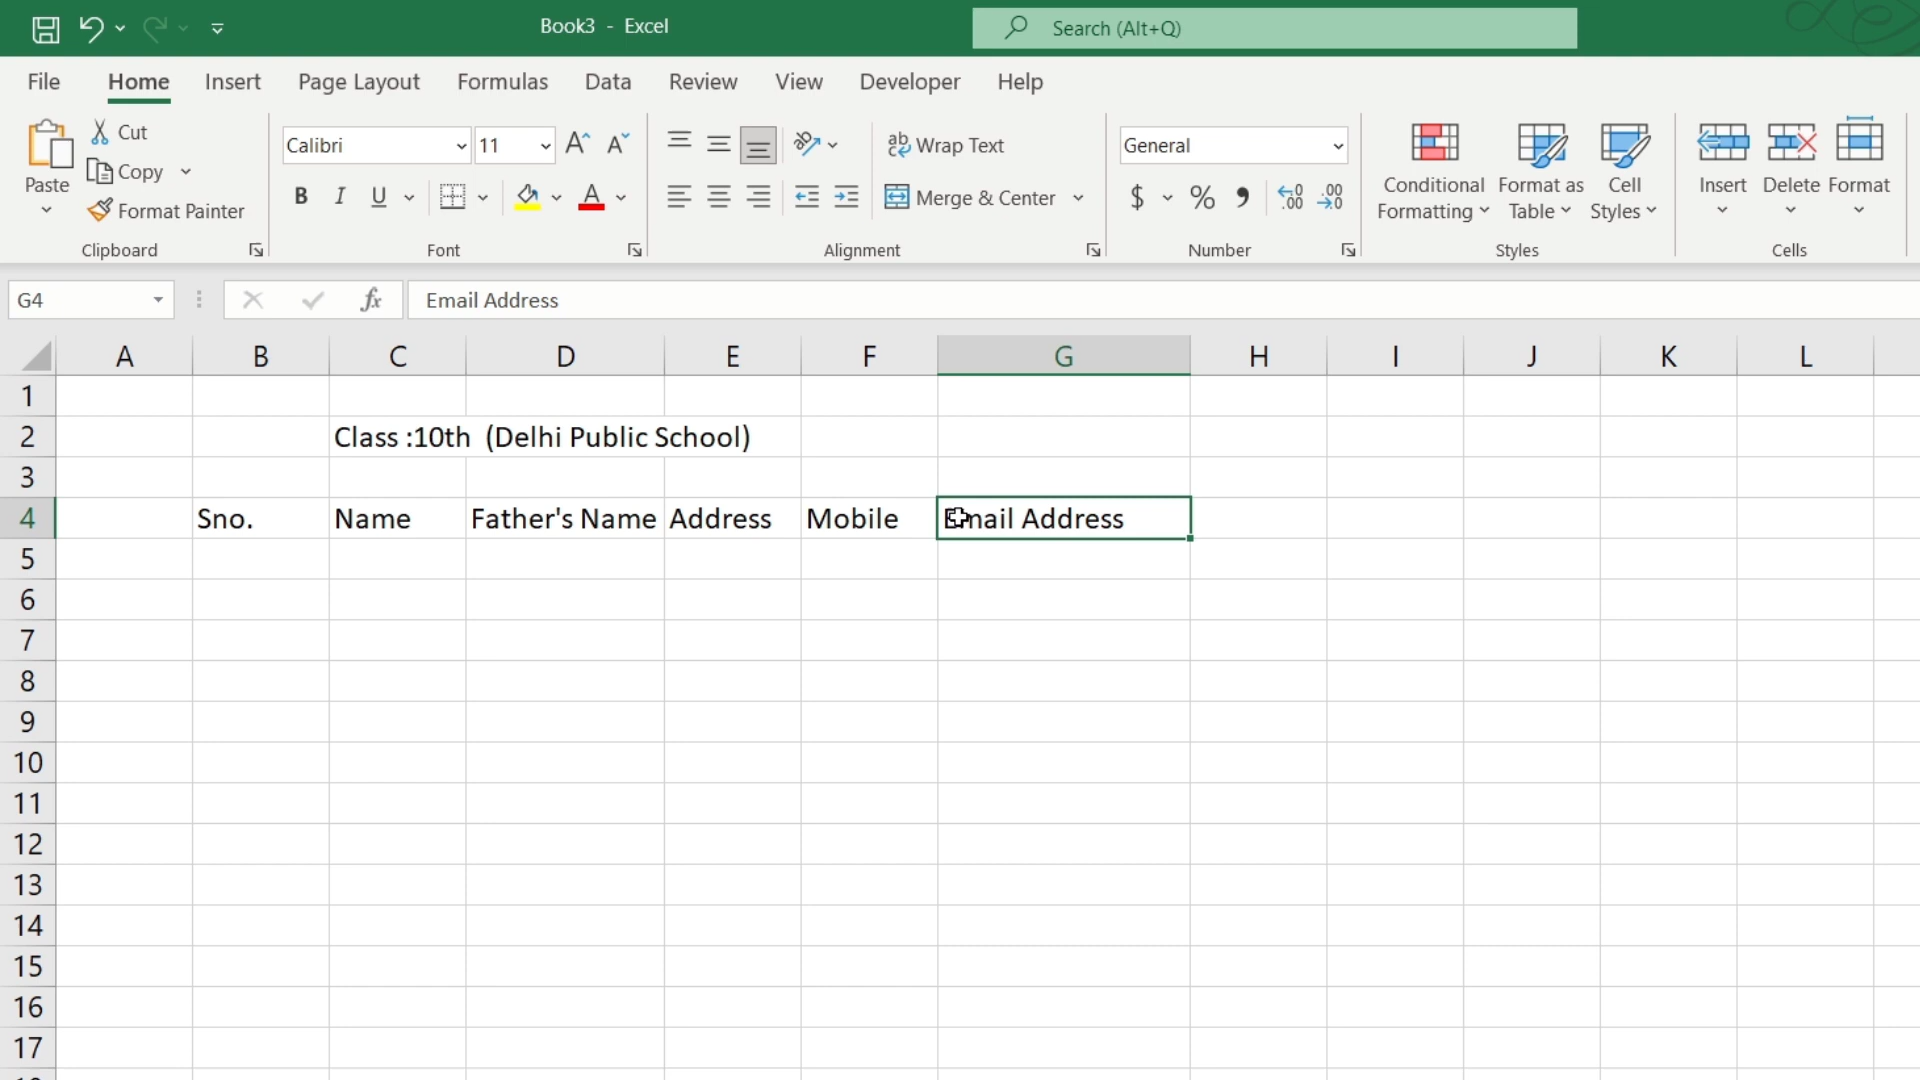 Book3 - Excel
Search (Alt+Q)
File Home Insert Page Layout Formulas Data Review View Developer Help
Paste
Cut
Copy
Format Painter
Clipboard
Calibri 11
A A
B I U A
Font
ab Wrap Text
Merge & Center
Alignment
General
$ % , .00 .00
Number
Conditional Formatting
Format as Table
Cell Styles
Styles
Insert Delete Format
Cells
G4 fx Email Address
A B C D E F G H I J K L
1
2 Class :10th (Delhi Public School)
3
4 Sno. Name Father's Name Address Mobile Email Address
5
6
7
8
9
10
11
12
13
14
15
16
17